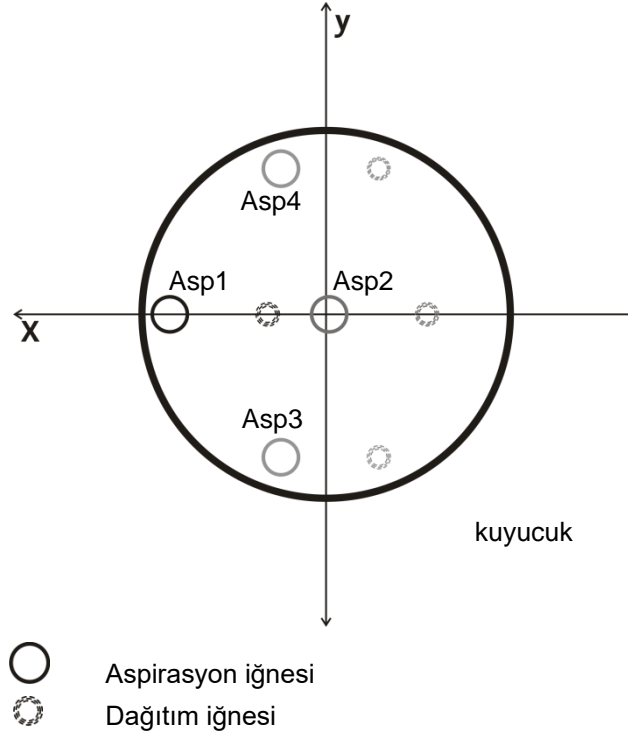 y
Asp4
Asp1
Asp2
X
Asp3
kuyucuk
Aspirasyon iğnesi
Dağıtım iğnesi